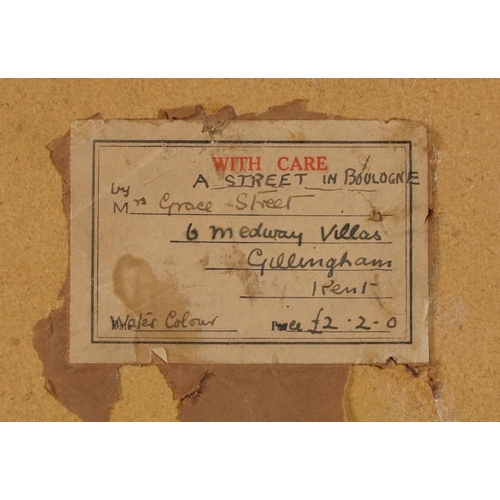 WITH CARE
A STREET IN BOULOGNE
by
Mrs Grace Street
6 Medway Villas
Gillingham
Kent
Water Colour Price £2.2.0